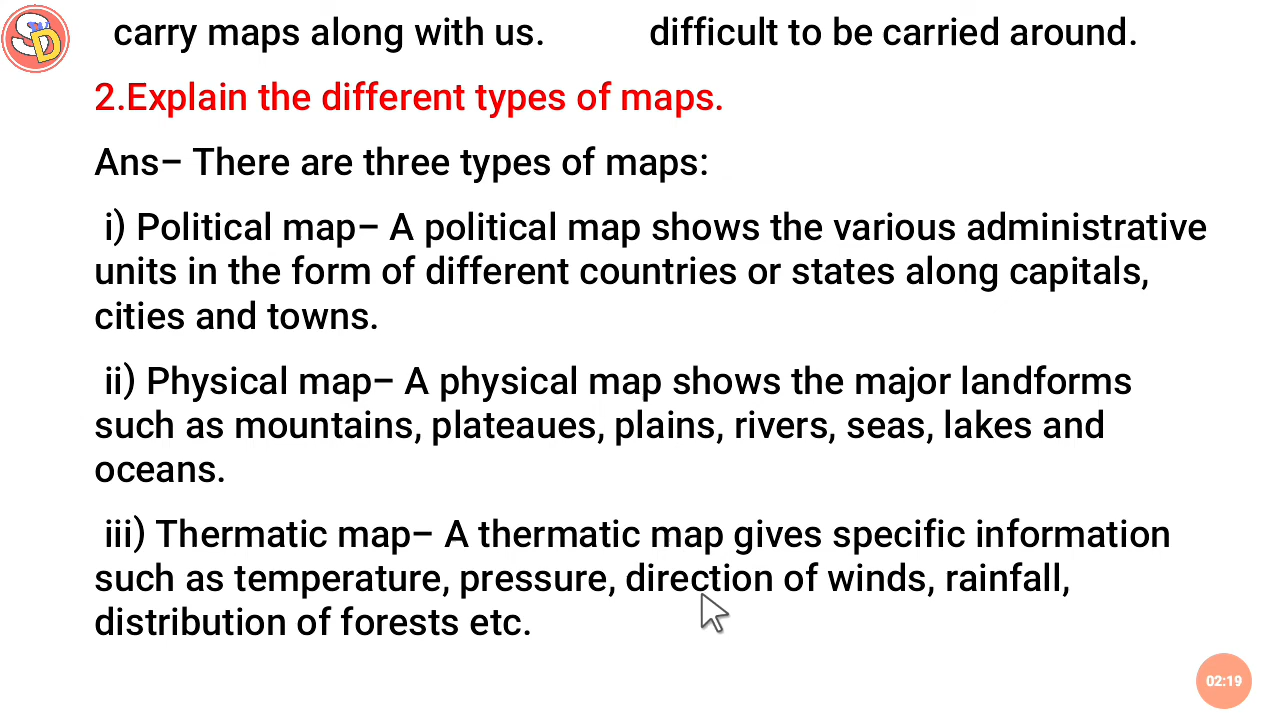 SD
carry maps along with us. difficult to be carried around.
2.Explain the different types of maps.
Ans– There are three types of maps:
i) Political map– A political map shows the various administrative
units in the form of different countries or states along capitals,
cities and towns.
ii) Physical map– A physical map shows the major landforms
such as mountains, plateaues, plains, rivers, seas, lakes and
oceans.
iii) Thermatic map– A thermatic map gives specific information
such as temperature, pressure, direction of winds, rainfall,
distribution of forests etc.
02:19